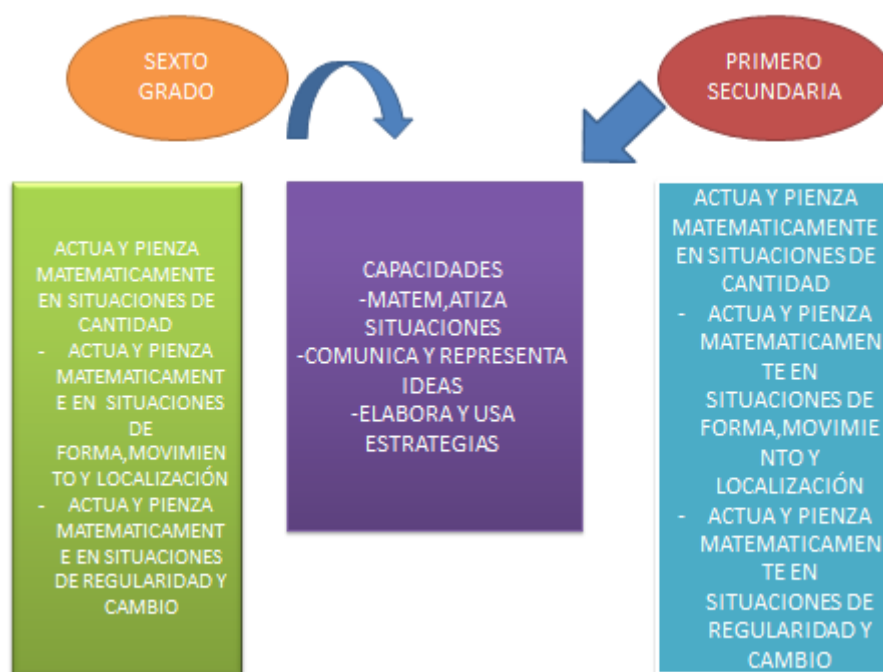 SEXTO
GRADO
PRIMERO
SECUNDARIA
ACTUA Y PIENZA
MATEMATICAMENTE
EN SITUACIONES DE
CANTIDAD
- ACTUA Y PIENZA
MATEMATICAMENT
E EN SITUACIONES
DE
FORMA,MOVIMIEN
TO Y LOCALIZACIÓN
- ACTUA Y PIENZA
MATEMATICAMENT
E EN SITUACIONES
DE REGULARIDAD Y
CAMBIO
CAPACIDADES
-MATEM,ATIZA
SITUACIONES
-COMUNICA Y REPRESENTA
IDEAS
-ELABORA Y USA
ESTRATEGIAS
ACTUA Y PIENZA
MATEMATICAMENTE
EN SITUACIONES DE
CANTIDAD
- ACTUA Y PIENZA
MATEMATICAMEN
TE EN
SITUACIONES DE
FORMA,MOVIMIE
NTO Y
LOCALIZACIÓN
- ACTUA Y PIENZA
MATEMATICAMEN
TE EN
SITUACIONES DE
REGULARIDAD Y
CAMBIO